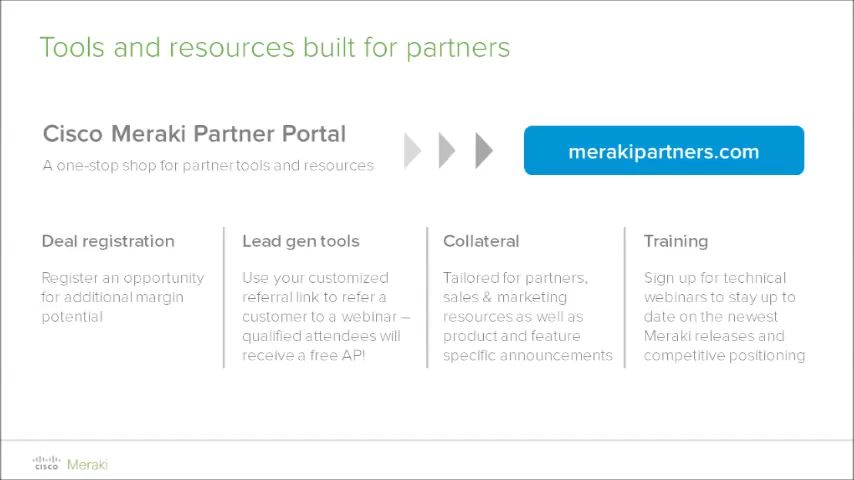 Tools and resources built for partners
Cisco Meraki Partner Portal
A one-stop shop for partner tools and resources
merakipartners.com
Deal registration
Register an opportunity
for additional margin
potential
Lead gen tools
Use your customized
referral link to refer a
customer to a webinar –
qualified attendees will
receive a free AP!
Collateral
Tailored for partners,
sales & marketing
resources as well as
product and feature
specific announcements
Training
Sign up for technical
webinars to stay up to
date on the newest
Meraki releases and
competitive positioning
cisco Meraki